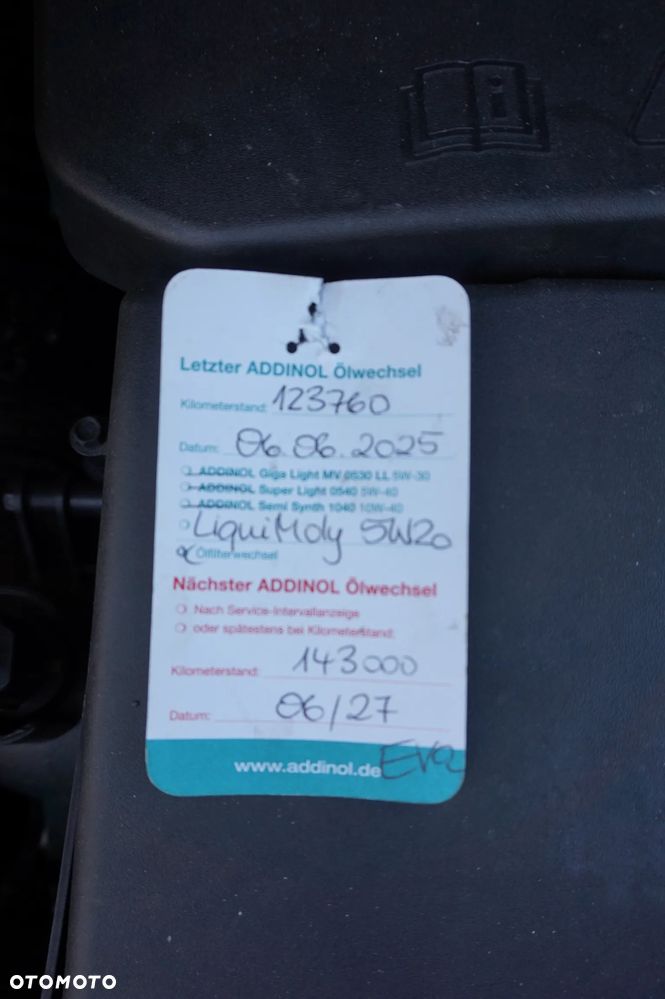 Letzter ADDINOL Ölwechsel
Kilometerstand: 123760
Datum: 06.06.2025
ADDINOL Giga Light MV 0530 LL 5W-30
ADDINOL Super Light 0540 5W-40
ADDINOL Semi Synth 1040 10W-40
Liqui Moly 5W20
Ölfilterwechsel
Nächster ADDINOL Ölwechsel
Nach Service-Intervallanzeige
oder spätestens bei Kilometerstand:
Kilometerstand: 143000
Datum: 06/27
www.addinol.de
OTOMOTO